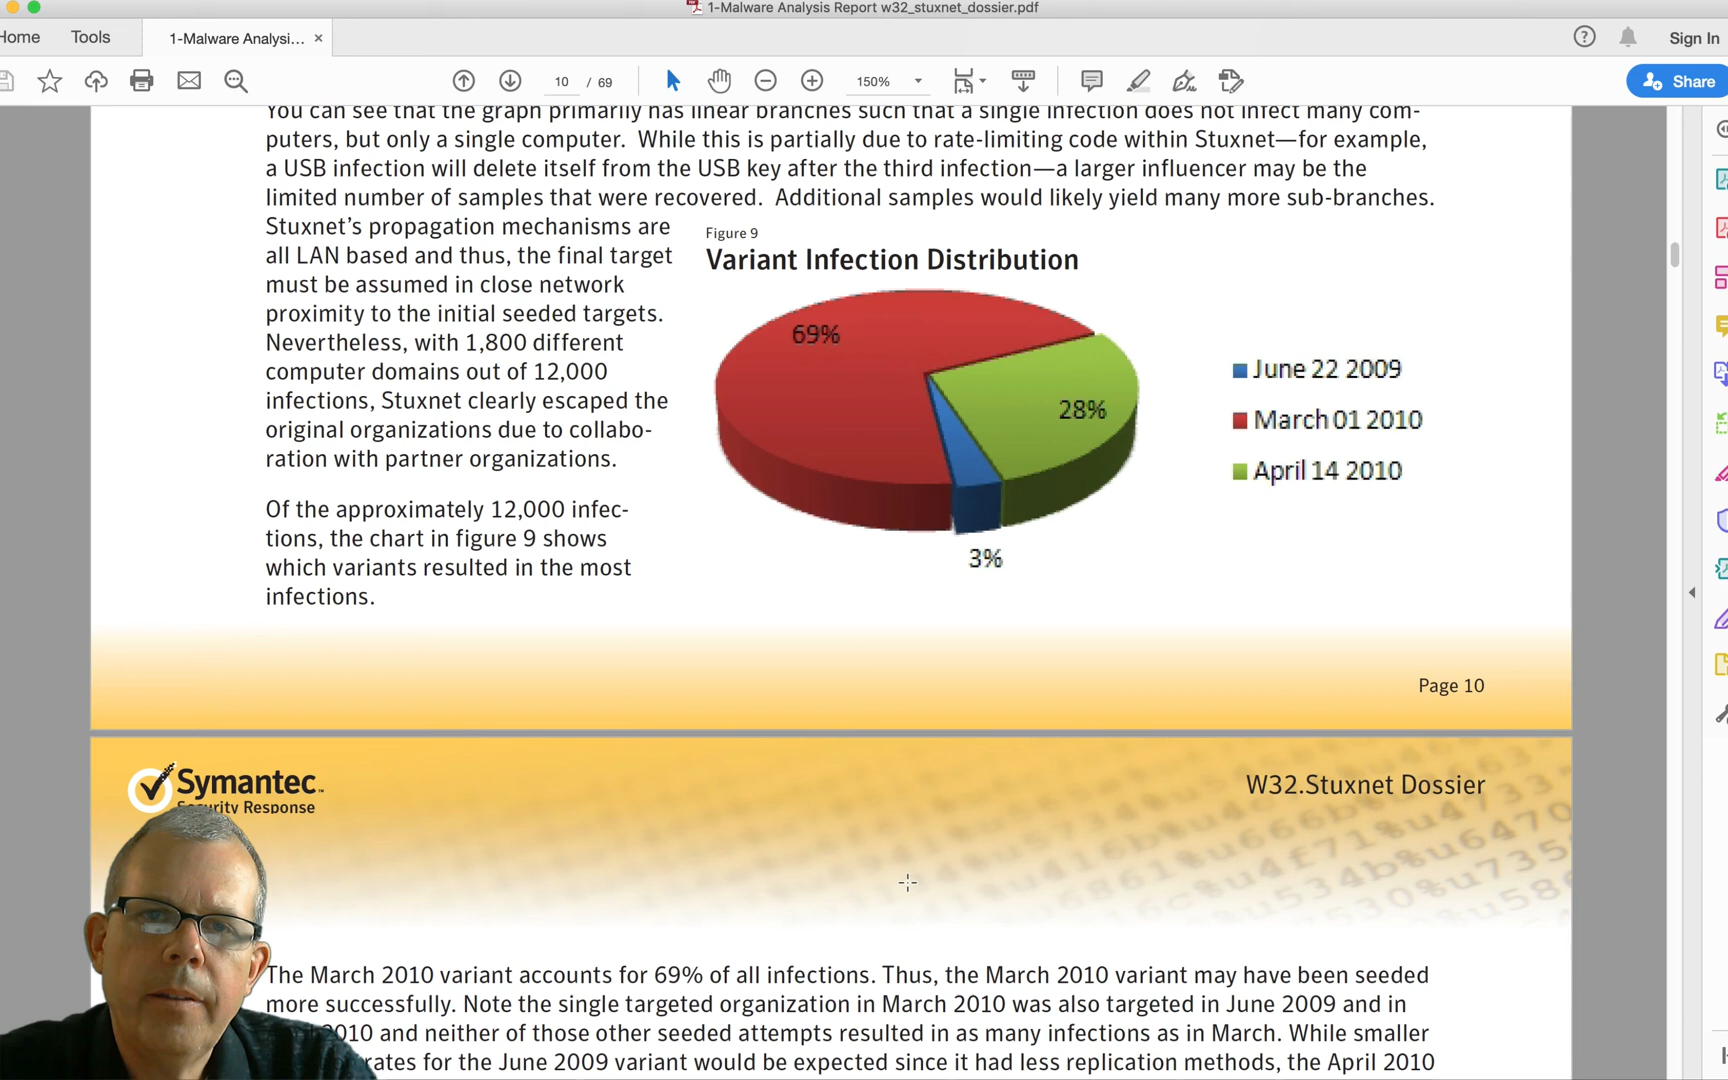 1-Malware Analysis Report w32_stuxnet_dossier.pdf
Home Tools 1-Malware Analysi... × Sign In
10 / 69 150% Share
You can see that the graph primarily has linear branches such that a single infection does not infect many com-
puters, but only a single computer. While this is partially due to rate-limiting code within Stuxnet—for example,
a USB infection will delete itself from the USB key after the third infection—a larger influencer may be the
limited number of samples that were recovered. Additional samples would likely yield many more sub-branches.
Stuxnet's propagation mechanisms are
all LAN based and thus, the final target
must be assumed in close network
proximity to the initial seeded targets.
Nevertheless, with 1,800 different
computer domains out of 12,000
infections, Stuxnet clearly escaped the
original organizations due to collabo-
ration with partner organizations.
Of the approximately 12,000 infec-
tions, the chart in figure 9 shows
which variants resulted in the most
infections.
Figure 9
Variant Infection Distribution
69%
28%
3%
June 22 2009
March 01 2010
April 14 2010
Page 10
Symantec™
Security Response
W32.Stuxnet Dossier
The March 2010 variant accounts for 69% of all infections. Thus, the March 2010 variant may have been seeded
more successfully. Note the single targeted organization in March 2010 was also targeted in June 2009 and in
2010 and neither of those other seeded attempts resulted in as many infections as in March. While smaller
rates for the June 2009 variant would be expected since it had less replication methods, the April 2010